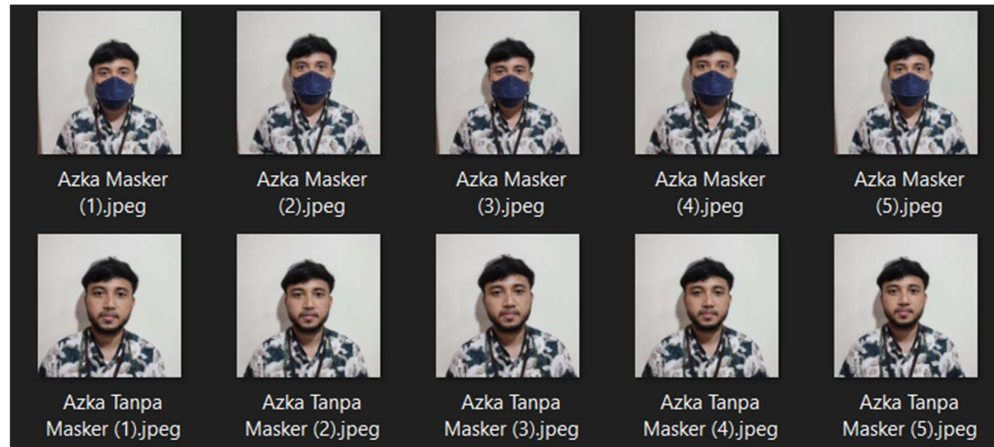 Azka Masker
(1).jpeg
Azka Masker
(2).jpeg
Azka Masker
(3).jpeg
Azka Masker
(4).jpeg
Azka Masker
(5).jpeg
Azka Tanpa
Masker (1).jpeg
Azka Tanpa
Masker (2).jpeg
Azka Tanpa
Masker (3).jpeg
Azka Tanpa
Masker (4).jpeg
Azka Tanpa
Masker (5).jpeg